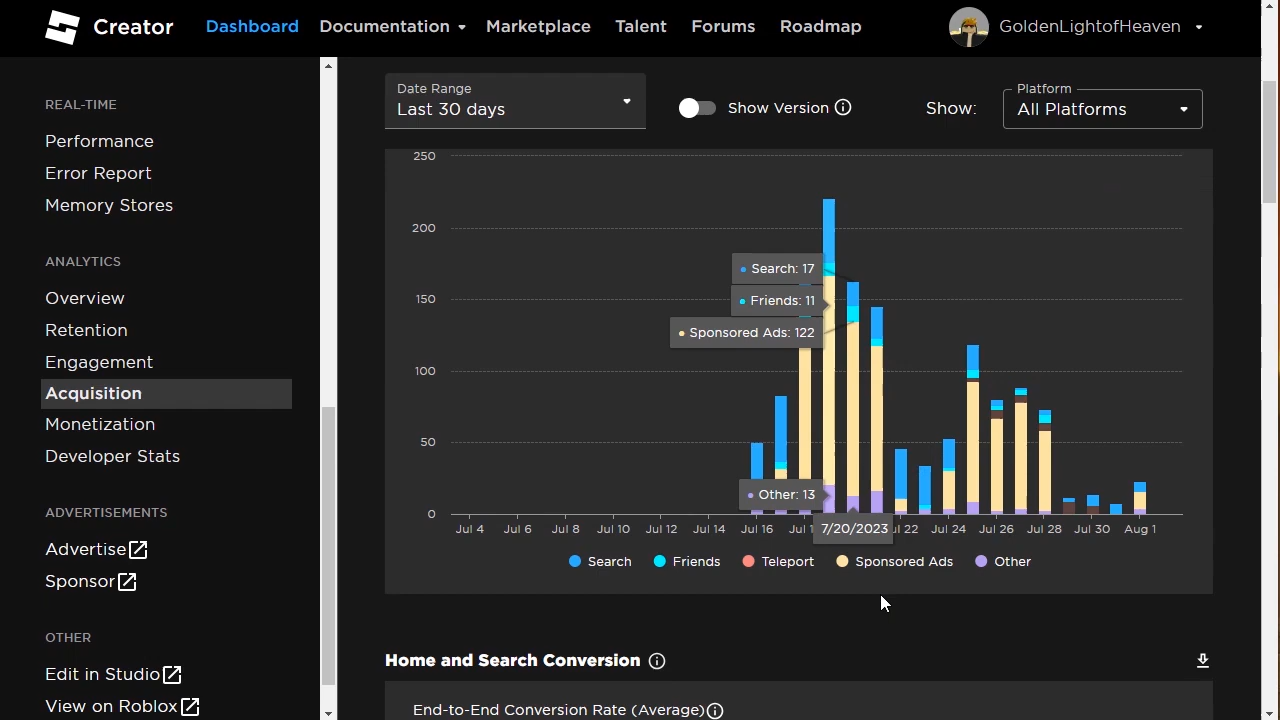 Creator Dashboard Documentation Marketplace Talent Forums Roadmap GoldenLightofHeaven
REAL-TIME
Performance
Error Report
Memory Stores
ANALYTICS
Overview
Retention
Engagement
Acquisition
Monetization
Developer Stats
ADVERTISEMENTS
Advertise
Sponsor
OTHER
Edit in Studio
View on Roblox
Date Range
Last 30 days
Show Version
Show:
Platform
All Platforms
250
200
150
100
50
0
Search: 17
Friends: 11
Sponsored Ads: 122
Other: 13
Jul 4 Jul 6 Jul 8 Jul 10 Jul 12 Jul 14 Jul 16 7/20/2023 Jul 24 Jul 26 Jul 28 Jul 30 Aug 1
Search Friends Teleport Sponsored Ads Other
Home and Search Conversion
End-to-End Conversion Rate (Average)